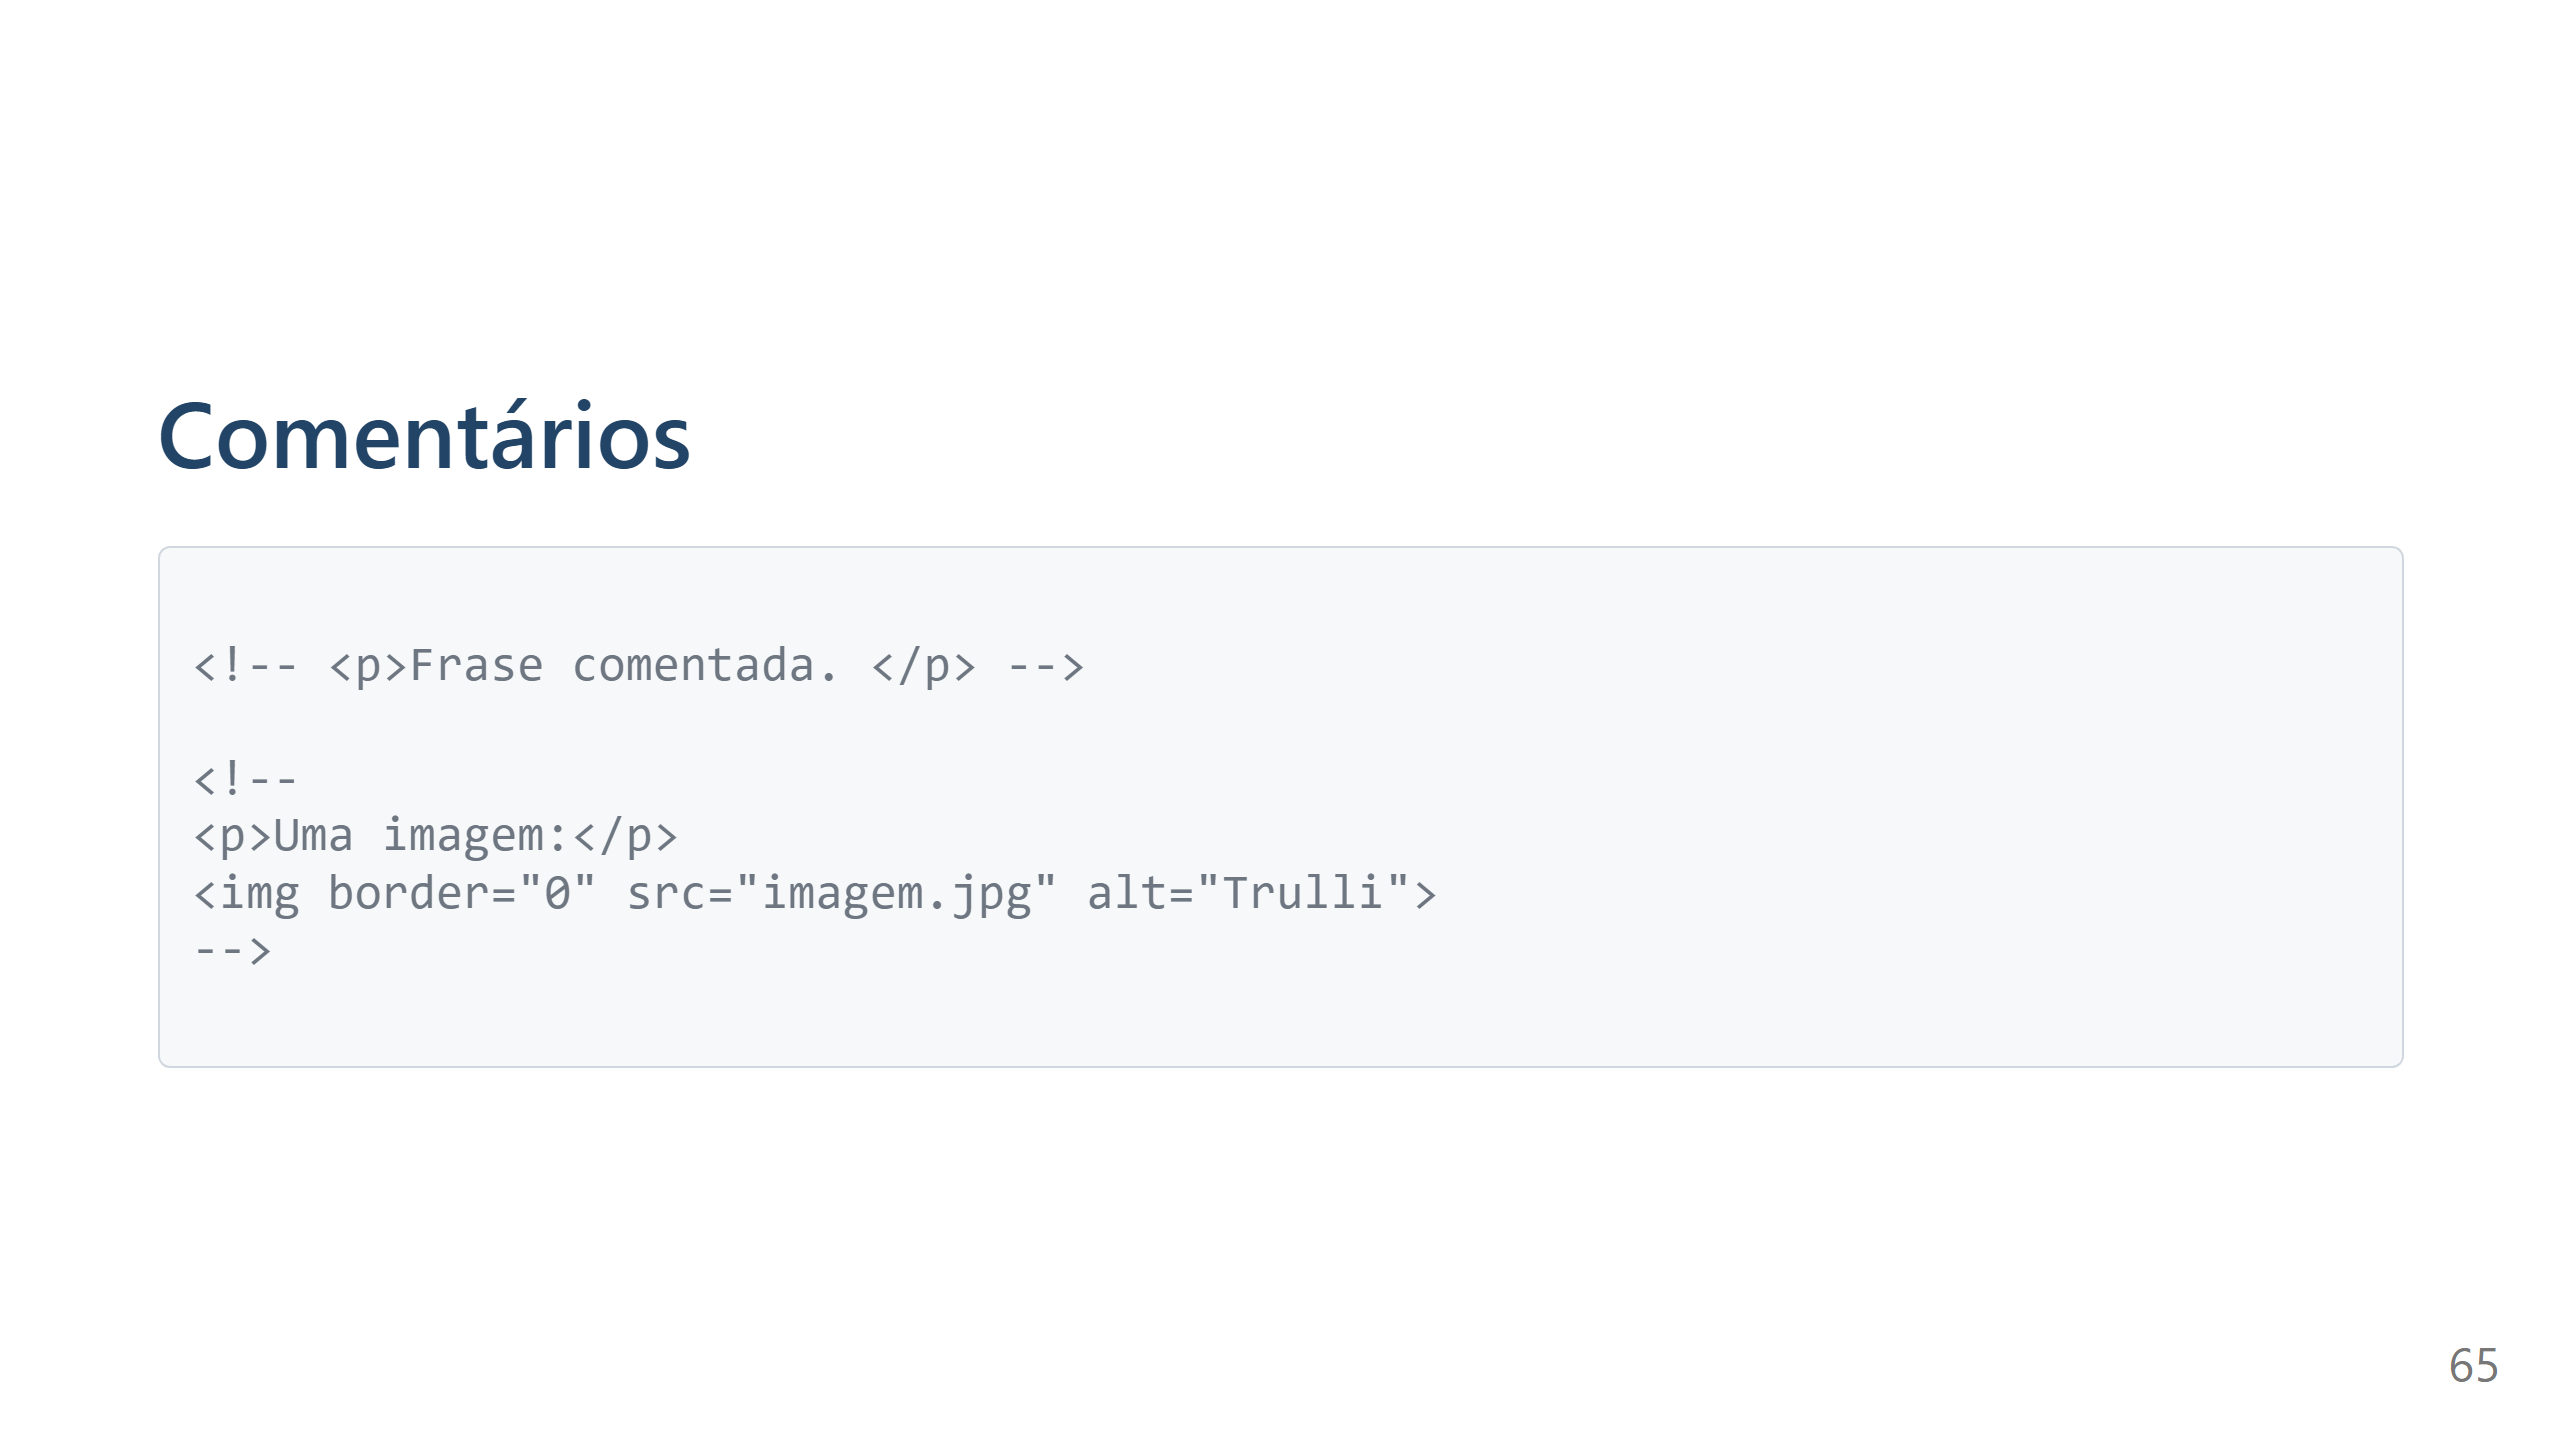 Comentários
<!-- <p>Frase comentada. </p> -->
<!--
<p>Uma imagem:</p>
<img border="0" src="imagem.jpg" alt="Trulli">
-->
65